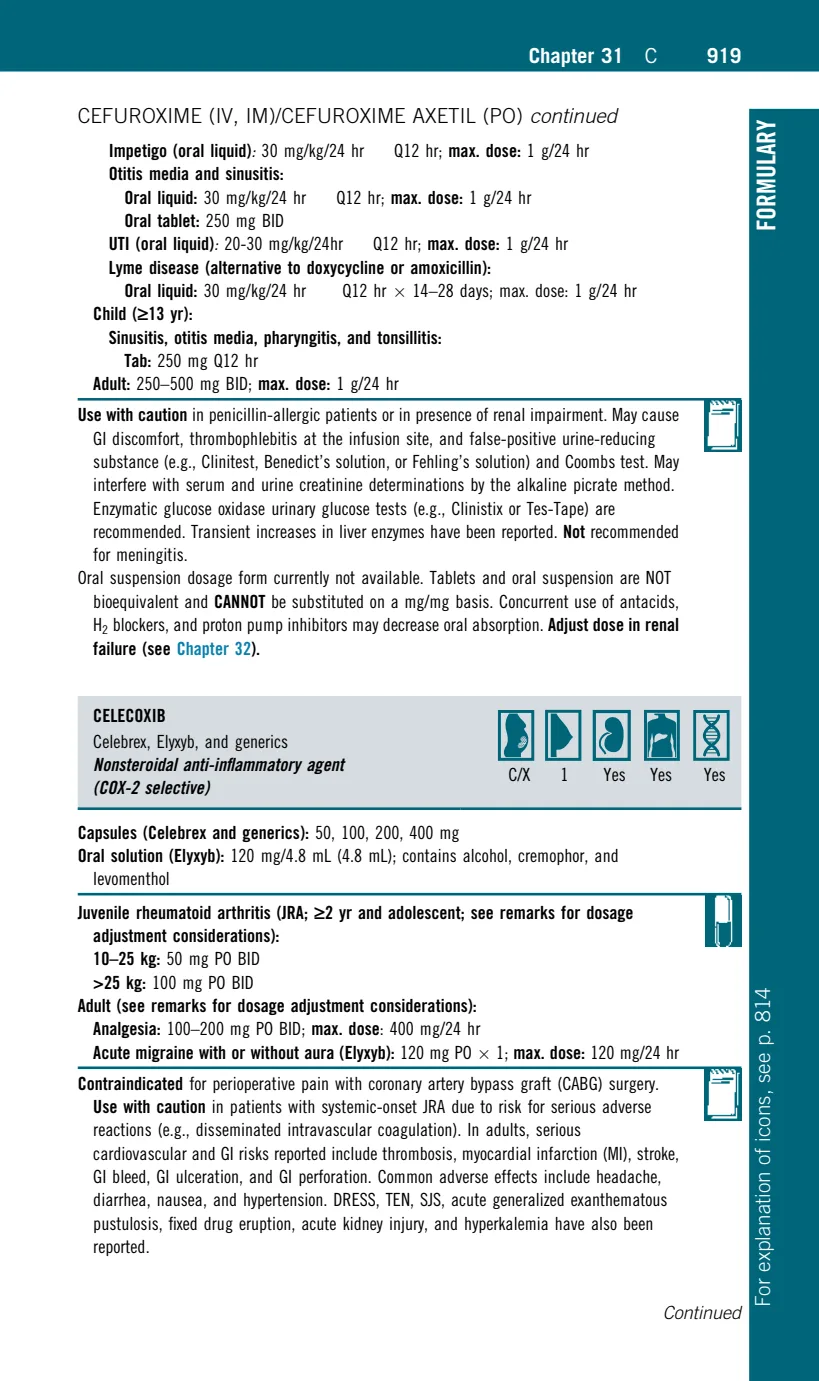 Chapter 31 C 919
CEFUROXIME (IV, IM)/CEFUROXIME AXETIL (PO) continued
Impetigo (oral liquid): 30 mg/kg/24 hr Q12 hr; max. dose: 1 g/24 hr
Otitis media and sinusitis:
Oral liquid: 30 mg/kg/24 hr Q12 hr; max. dose: 1 g/24 hr
Oral tablet: 250 mg BID
UTI (oral liquid): 20-30 mg/kg/24hr Q12 hr; max. dose: 1 g/24 hr
Lyme disease (alternative to doxycycline or amoxicillin):
Oral liquid: 30 mg/kg/24 hr Q12 hr × 14–28 days; max. dose: 1 g/24 hr
Child (≥13 yr):
Sinusitis, otitis media, pharyngitis, and tonsillitis:
Tab: 250 mg Q12 hr
Adult: 250–500 mg BID; max. dose: 1 g/24 hr
Use with caution in penicillin-allergic patients or in presence of renal impairment. May cause
GI discomfort, thrombophlebitis at the infusion site, and false-positive urine-reducing
substance (e.g., Clinitest, Benedict's solution, or Fehling's solution) and Coombs test. May
interfere with serum and urine creatinine determinations by the alkaline picrate method.
Enzymatic glucose oxidase urinary glucose tests (e.g., Clinistix or Tes-Tape) are
recommended. Transient increases in liver enzymes have been reported. Not recommended
for meningitis.
Oral suspension dosage form currently not available. Tablets and oral suspension are NOT
bioequivalent and CANNOT be substituted on a mg/mg basis. Concurrent use of antacids,
H2 blockers, and proton pump inhibitors may decrease oral absorption. Adjust dose in renal
failure (see Chapter 32).
CELECOXIB
Celebrex, Elyxyb, and generics
Nonsteroidal anti-inflammatory agent
(COX-2 selective)
C/X 1 Yes Yes Yes
Capsules (Celebrex and generics): 50, 100, 200, 400 mg
Oral solution (Elyxyb): 120 mg/4.8 mL (4.8 mL); contains alcohol, cremophor, and
levomenthol
Juvenile rheumatoid arthritis (JRA; ≥2 yr and adolescent; see remarks for dosage
adjustment considerations):
10–25 kg: 50 mg PO BID
>25 kg: 100 mg PO BID
Adult (see remarks for dosage adjustment considerations):
Analgesia: 100–200 mg PO BID; max. dose: 400 mg/24 hr
Acute migraine with or without aura (Elyxyb): 120 mg PO × 1; max. dose: 120 mg/24 hr
Contraindicated for perioperative pain with coronary artery bypass graft (CABG) surgery.
Use with caution in patients with systemic-onset JRA due to risk for serious adverse
reactions (e.g., disseminated intravascular coagulation). In adults, serious
cardiovascular and GI risks reported include thrombosis, myocardial infarction (MI), stroke,
GI bleed, GI ulceration, and GI perforation. Common adverse effects include headache,
diarrhea, nausea, and hypertension. DRESS, TEN, SJS, acute generalized exanthematous
pustulosis, fixed drug eruption, acute kidney injury, and hyperkalemia have also been
reported.
Continued
FORMULARY
For explanation of icons, see p. 814